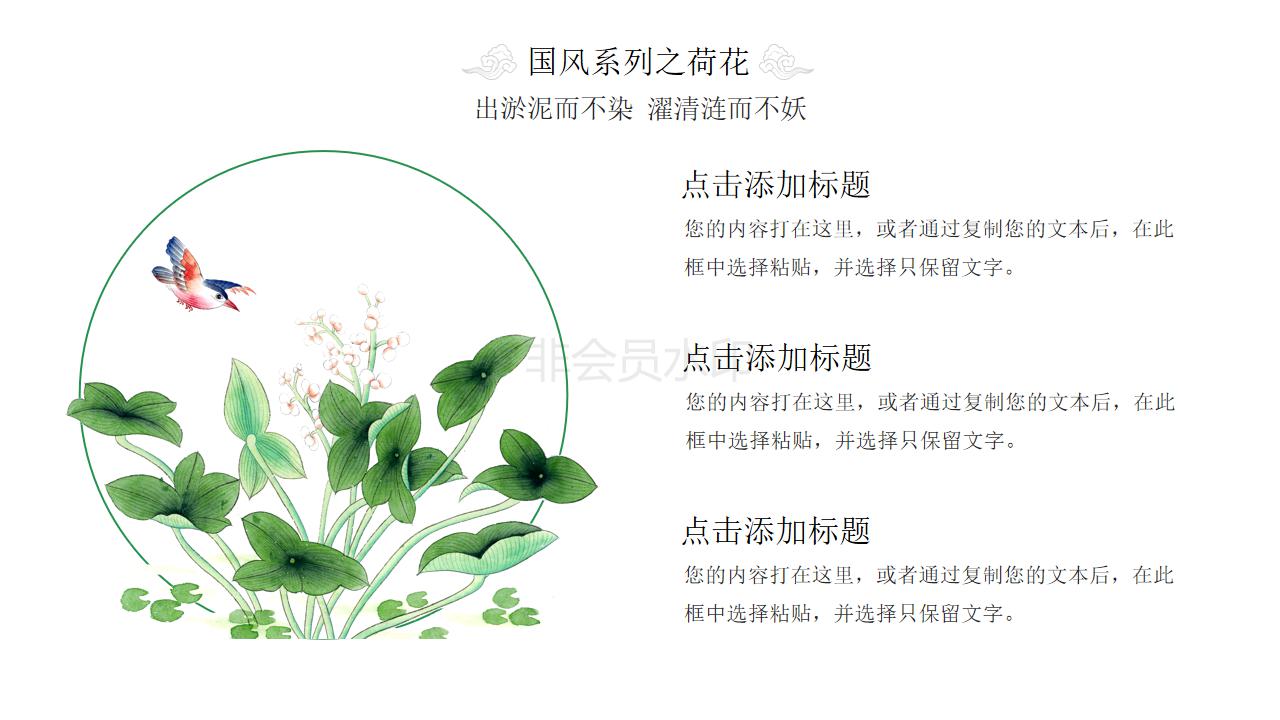 国风系列之荷花
出淤泥而不染 濯清涟而不妖
点击添加标题
您的内容打在这里，或者通过复制您的文本后，在此
框中选择粘贴，并选择只保留文字。
非会员水印
点击添加标题
您的内容打在这里，或者通过复制您的文本后，在此
框中选择粘贴，并选择只保留文字。
点击添加标题
您的内容打在这里，或者通过复制您的文本后，在此
框中选择粘贴，并选择只保留文字。